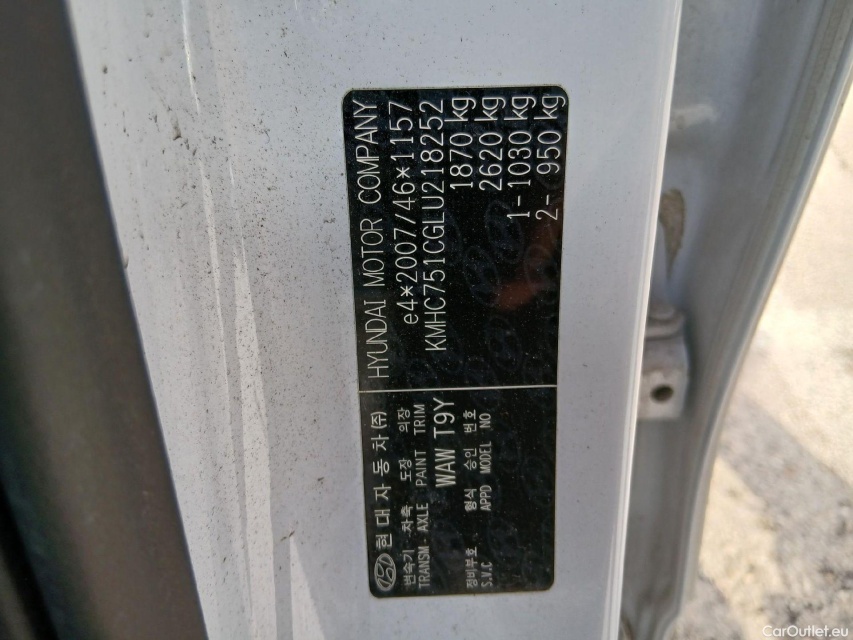 현대자동차(주)
HYUNDAI MOTOR COMPANY
변속기 · 차축 도장 의장
TRANSM · AXLE PAINT TRIM
WAW T9Y
e4*2007/46*1157
KMHC751CGLU218252
1870 kg
2620 kg
1- 1030 kg
2- 950 kg
형식 승인 번호
APPD MODEL NO
정비부호
S.V.C
CarOutlet.eu